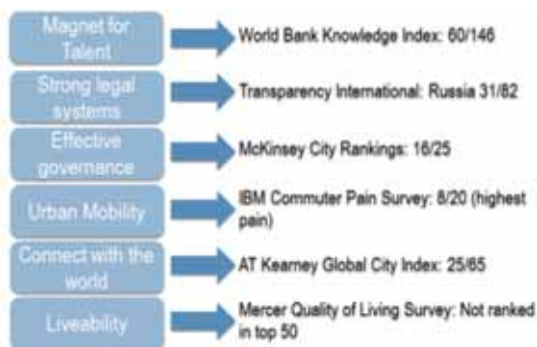 Magnet for
Talent
World Bank Knowledge Index: 60/146
Strong legal
systems
Transparency International: Russia 31/82
Effective
governance
McKinsey City Rankings: 16/25
Urban Mobility
IBM Commuter Pain Survey: 8/20 (highest
pain)
Connect with the
world
AT Kearney Global City Index: 25/65
Liveability
Mercer Quality of Living Survey: Not ranked
in top 50